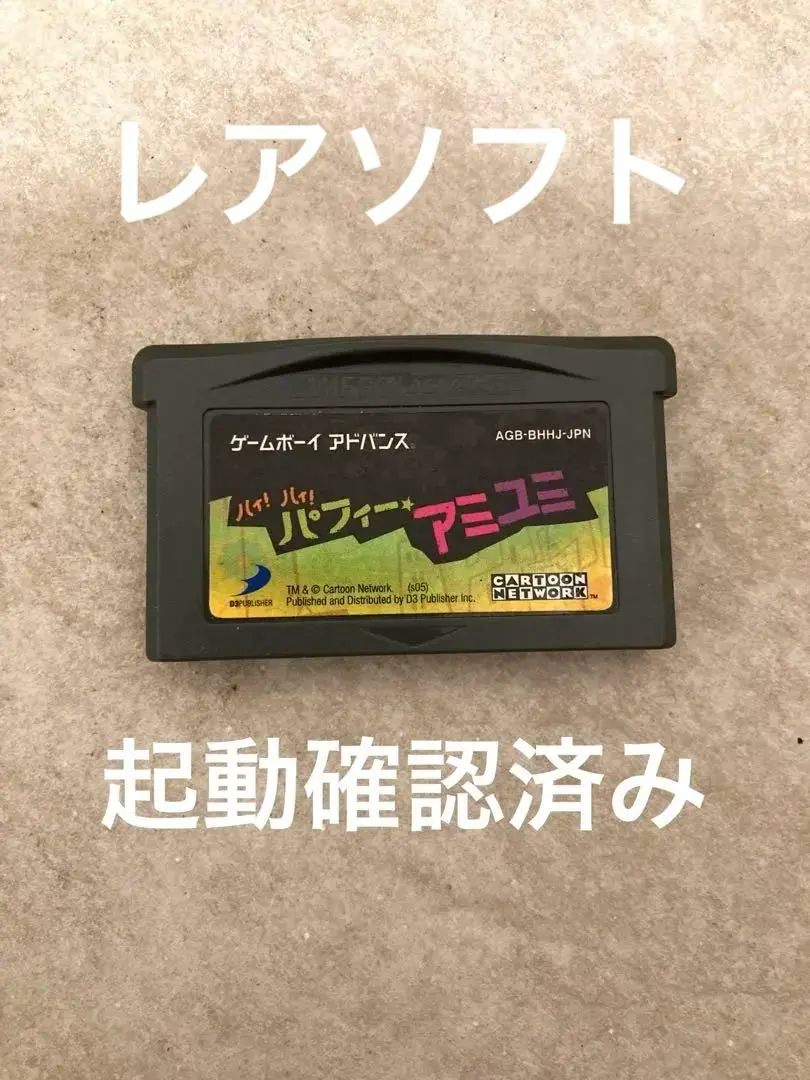 レアソフト
ゲームボーイ アドバンス
AGB-BHHJ-JPN
ハイ! ハイ!
パフィー★アミユミ
D3PUBLISHER
TM & © Cartoon Network. (s05)
Published and Distributed by D3 Publisher Inc.
CARTOON
NETWORK
TM
起動確認済み